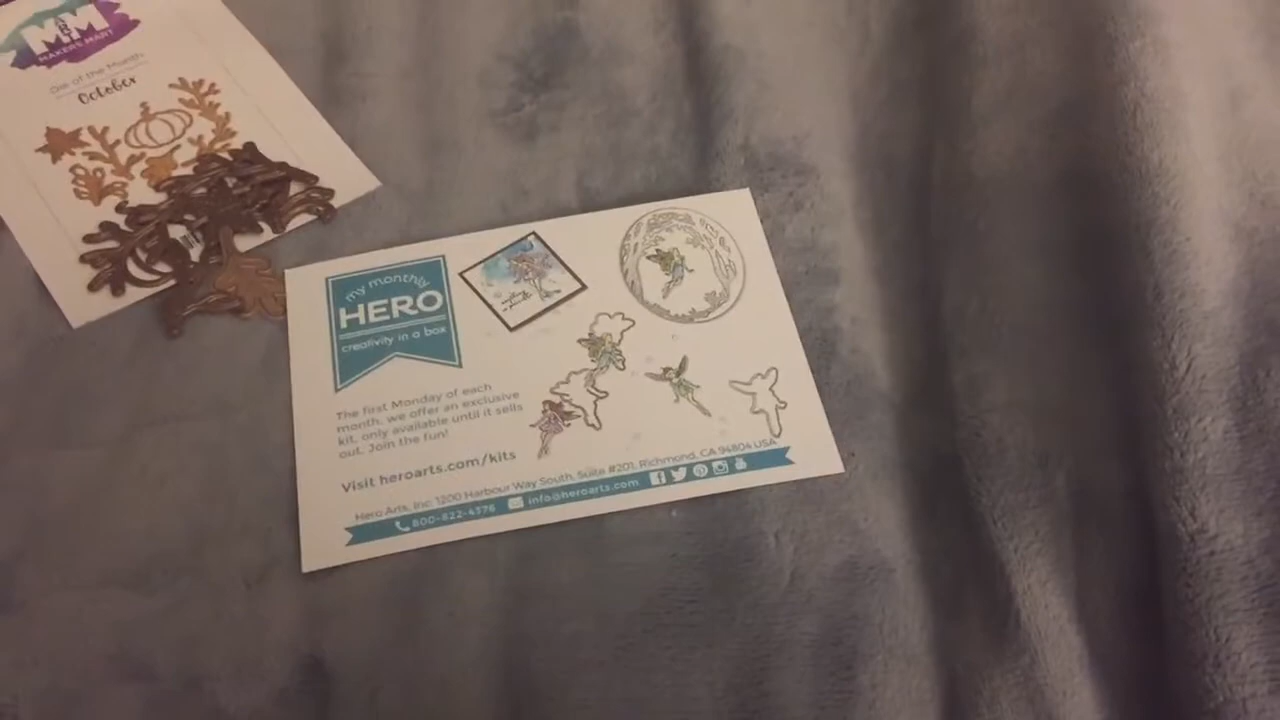 MAKERS MART
Die of the Month:
October
my monthly
HERO
creativity in a box
The first Monday of each
month, we offer an exclusive
kit, only available until it sells
out. Join the fun!
Visit heroarts.com/kits
Hero Arts, Inc. 1200 Harbour Way South, Suite #201, Richmond, CA 94804 USA
800-822-4376 info@heroarts.com